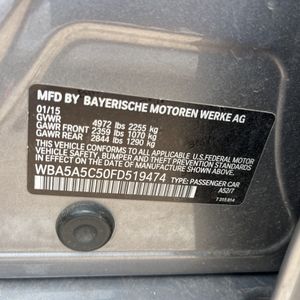 MFD BY BAYERISCHE MOTOREN WERKE AG
01/15
GVWR 4972 lbs 2255 kg
GAWR FRONT 2359 lbs 1070 kg
GAWR REAR 2844 lbs 1290 kg
THIS VEHICLE CONFORMS TO ALL APPLICABLE U.S. FEDERAL MOTOR
VEHICLE SAFETY, BUMPER, AND THEFT PREVENTION STANDARDS IN EFFECT
ON THE DATE OF MANUFACTURE SHOWN ABOVE.
WBA5A5C50FD519474 TYPE: PASSENGER CAR
A52/7